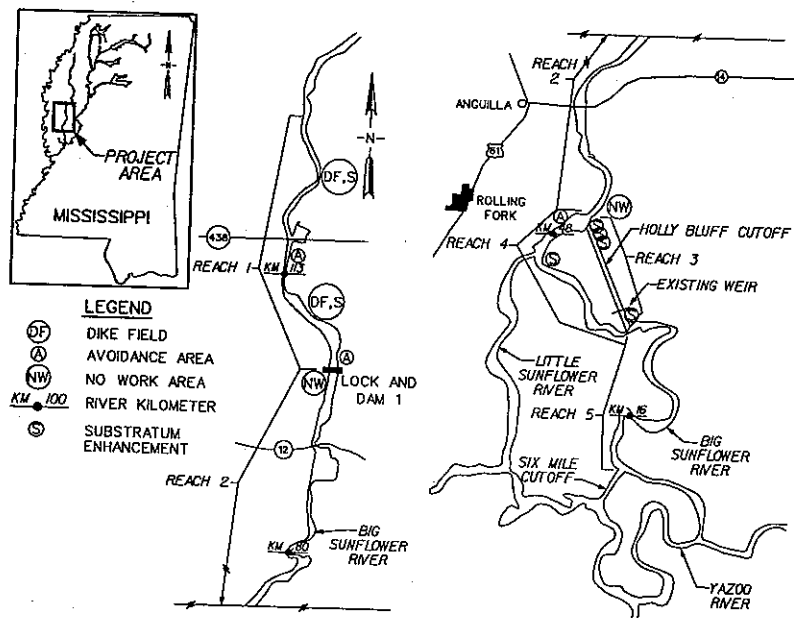 N
PROJECT
AREA
MISSISSIPPI
LEGEND
DF DIKE FIELD
A AVOIDANCE AREA
NW NO WORK AREA
KM 100 RIVER KILOMETER
S SUBSTRATUM
ENHANCEMENT
-N-
DF,S
438
A
REACH 1
KM 113
DF,S
A
NW
LOCK AND
DAM 1
12
REACH 2
BIG
SUNFLOWER
RIVER
KM 80
REACH
2
14
ANGUILLA
61
ROLLING
FORK
A
NW
KM 48
S
HOLLY BLUFF CUTOFF
REACH 4
S
REACH 3
EXISTING WEIR
S
LITTLE
SUNFLOWER
RIVER
REACH 5
KM 16
BIG
SUNFLOWER
RIVER
SIX MILE
CUTOFF
YAZOO
RIVER